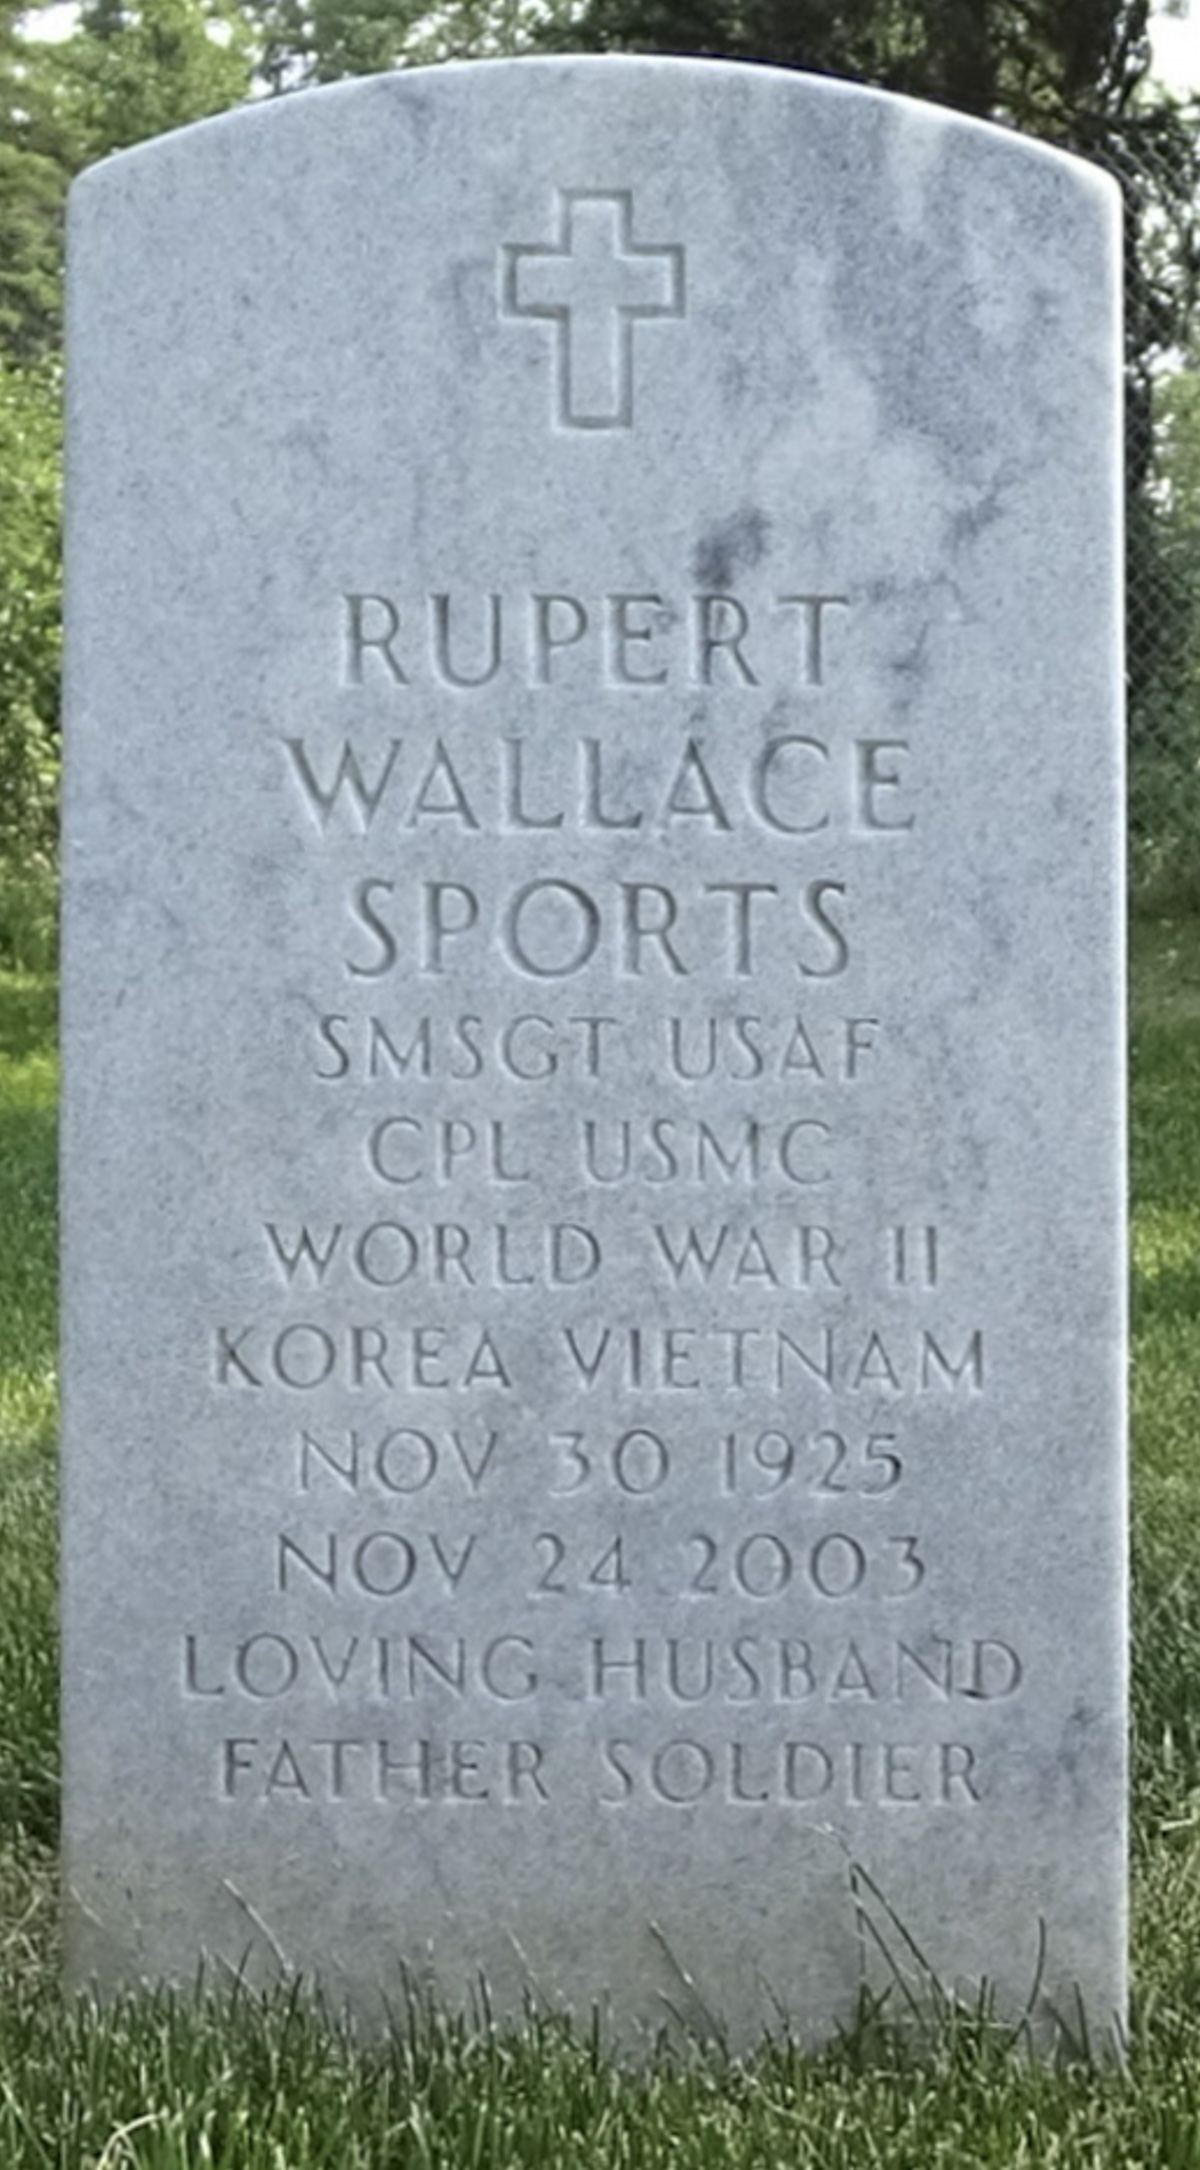 RUPERT
WALLACE
SPORTS
SMSGT USAF
CPL USMC
WORLD WAR II
KOREA VIETNAM
NOV 30 1925
NOV 24 2003
LOVING HUSBAND
FATHER SOLDIER